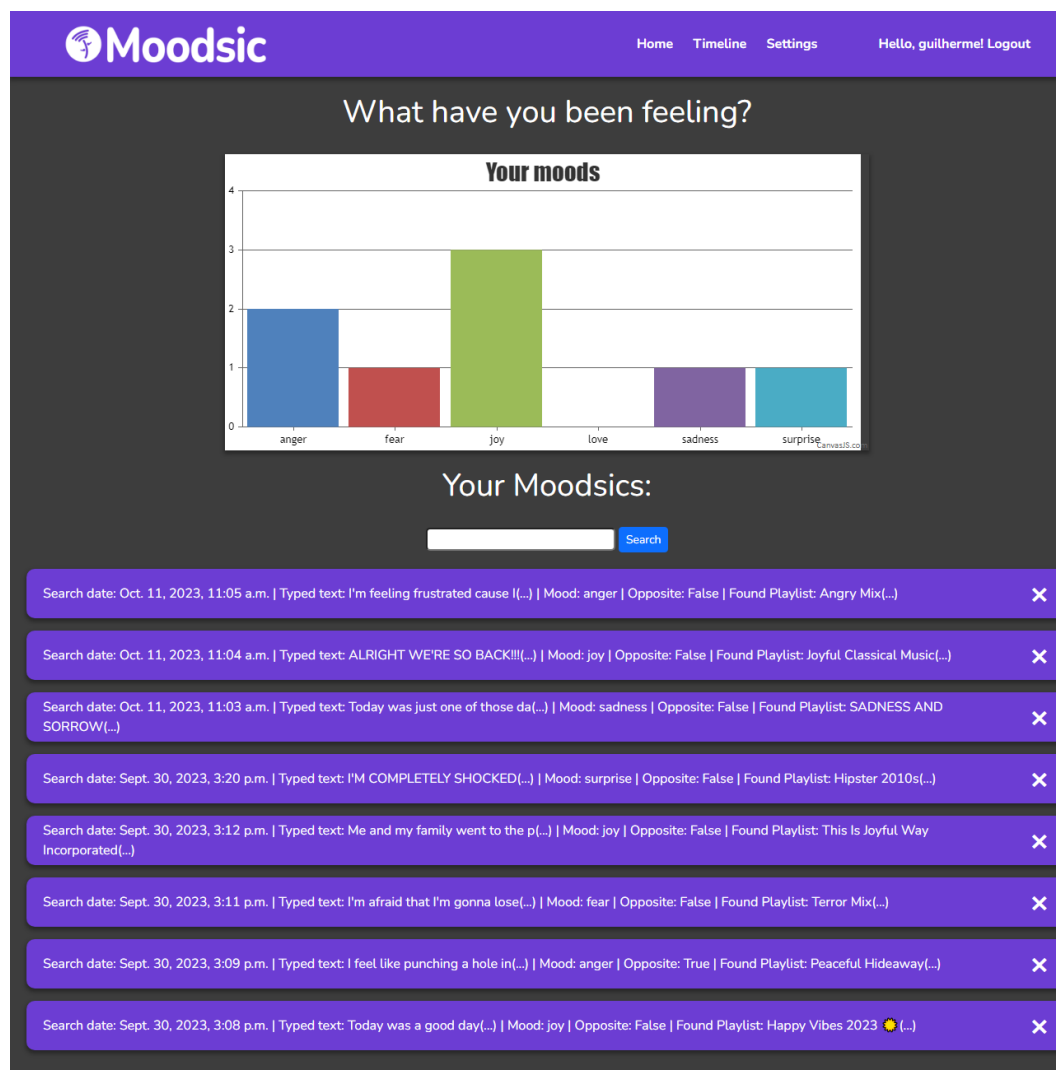 Moodsic
Home Timeline Settings Hello, guilherme! Logout
What have you been feeling?
Your moods
4
3
2
1
0
anger fear joy love sadness surprise
CanvasJS.com
Your Moodsics:
Search
Search date: Oct. 11, 2023, 11:05 a.m. | Typed text: I'm feeling frustrated cause I(...) | Mood: anger | Opposite: False | Found Playlist: Angry Mix(...) ✕
Search date: Oct. 11, 2023, 11:04 a.m. | Typed text: ALRIGHT WE'RE SO BACK!!!(...) | Mood: joy | Opposite: False | Found Playlist: Joyful Classical Music(...) ✕
Search date: Oct. 11, 2023, 11:03 a.m. | Typed text: Today was just one of those da(...) | Mood: sadness | Opposite: False | Found Playlist: SADNESS AND
SORROW(...) ✕
Search date: Sept. 30, 2023, 3:20 p.m. | Typed text: I'M COMPLETELY SHOCKED(...) | Mood: surprise | Opposite: False | Found Playlist: Hipster 2010s(...) ✕
Search date: Sept. 30, 2023, 3:12 p.m. | Typed text: Me and my family went to the p(...) | Mood: joy | Opposite: False | Found Playlist: This Is Joyful Way
Incorporated(...) ✕
Search date: Sept. 30, 2023, 3:11 p.m. | Typed text: I'm afraid that I'm gonna lose(...) | Mood: fear | Opposite: False | Found Playlist: Terror Mix(...) ✕
Search date: Sept. 30, 2023, 3:09 p.m. | Typed text: I feel like punching a hole in(...) | Mood: anger | Opposite: True | Found Playlist: Peaceful Hideaway(...) ✕
Search date: Sept. 30, 2023, 3:08 p.m. | Typed text: Today was a good day(...) | Mood: joy | Opposite: False | Found Playlist: Happy Vibes 2023 ☀(...) ✕